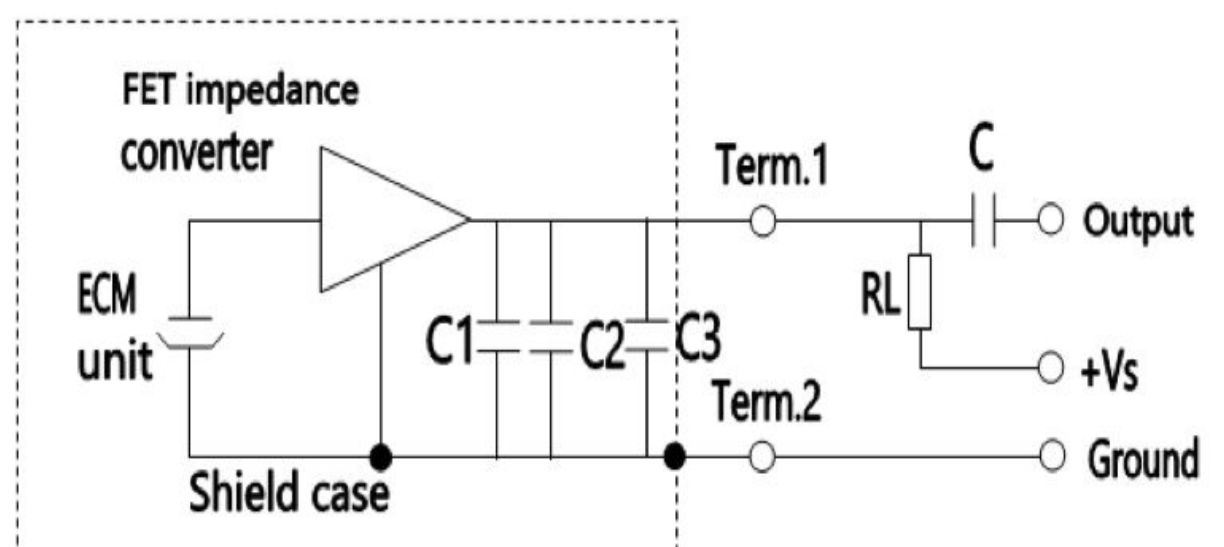 FET impedance
converter
Term.1
C
Output
ECM
unit
C1
C2
C3
RL
+Vs
Term.2
Shield case
Ground